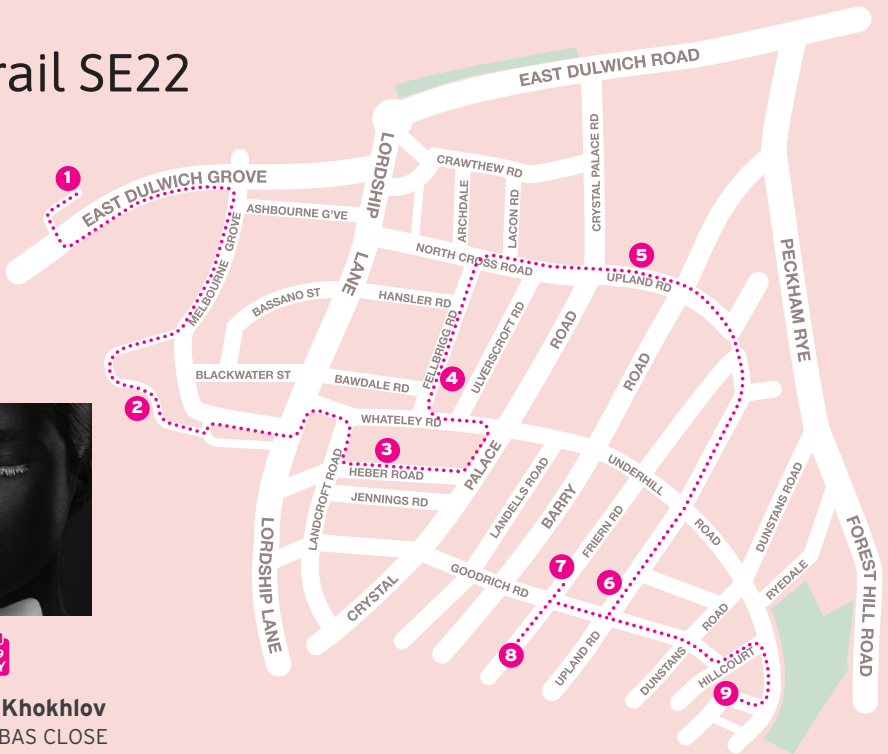 rail SE22
EAST DULWICH ROAD
LORDSHIP
LANE
CRAWTHEW RD
CRYSTAL PALACE RD
1
EAST DULWICH GROVE
ARCHDALE
LACON RD
ASHBOURNE G'VE
MELBOURNE GROVE
NORTH CROSS ROAD
5
UPLAND RD
PECKHAM RYE
BASSANO ST
HANSLER RD
FELLBRIGG RD
ULVERSCROFT RD
ROAD
ROAD
BLACKWATER ST
BAWDALE RD
4
2
WHATELEY RD
3
HEBER ROAD
PALACE
UNDERHILL
ROAD
LANDCROFT ROAD
JENNINGS RD
LANDELLS ROAD
BARRY
FRIERN RD
DUNSTANS ROAD
LORDSHIP LANE
CRYSTAL
GOODRICH RD
7
6
RYEDALE
FOREST HILL ROAD
8
UPLAND RD
DUNSTANS
ROAD
HILLCOURT
9
9
Y
Khokhlov
BAS CLOSE